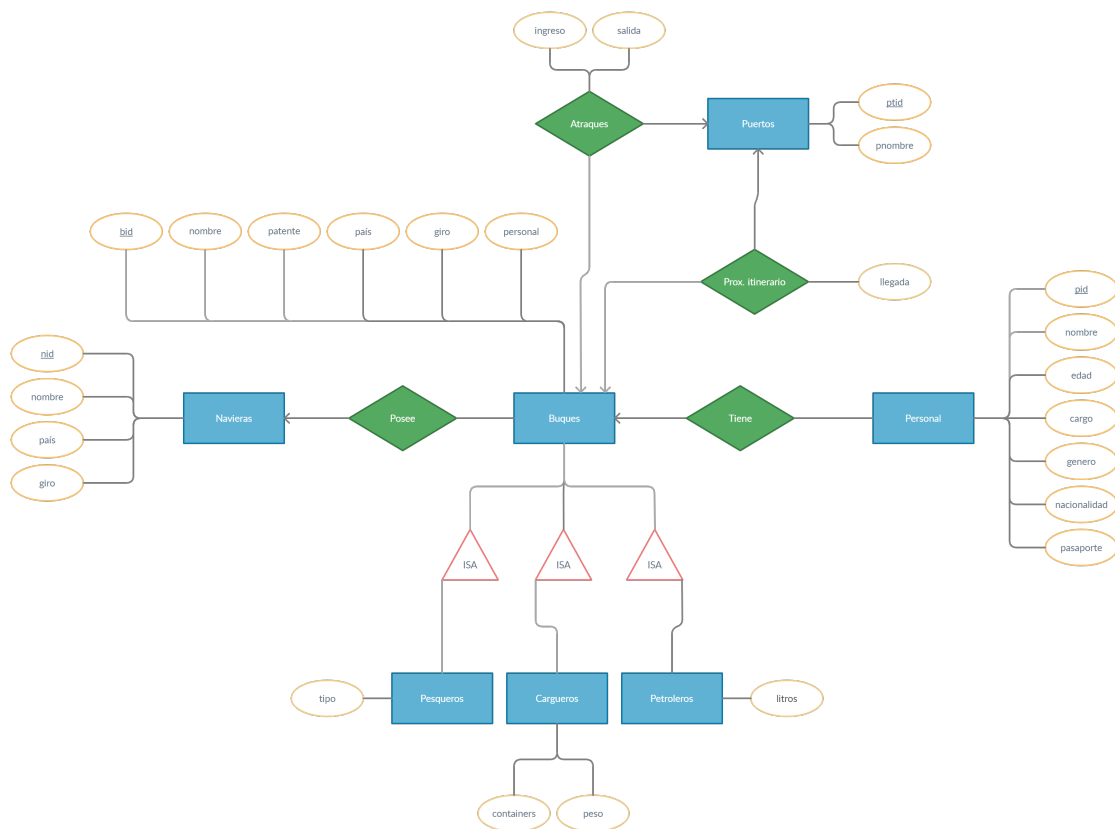 ingreso
salida
Atraques
Puertos
ptid
pnombre
bid
nombre
patente
país
giro
personal
Prox. itinerario
llegada
pid
nombre
edad
cargo
genero
nacionalidad
pasaporte
nid
nombre
país
giro
Navieras
Posee
Buques
Tiene
Personal
ISA
ISA
ISA
tipo
Pesqueros
Cargueros
Petroleros
litros
containers
peso